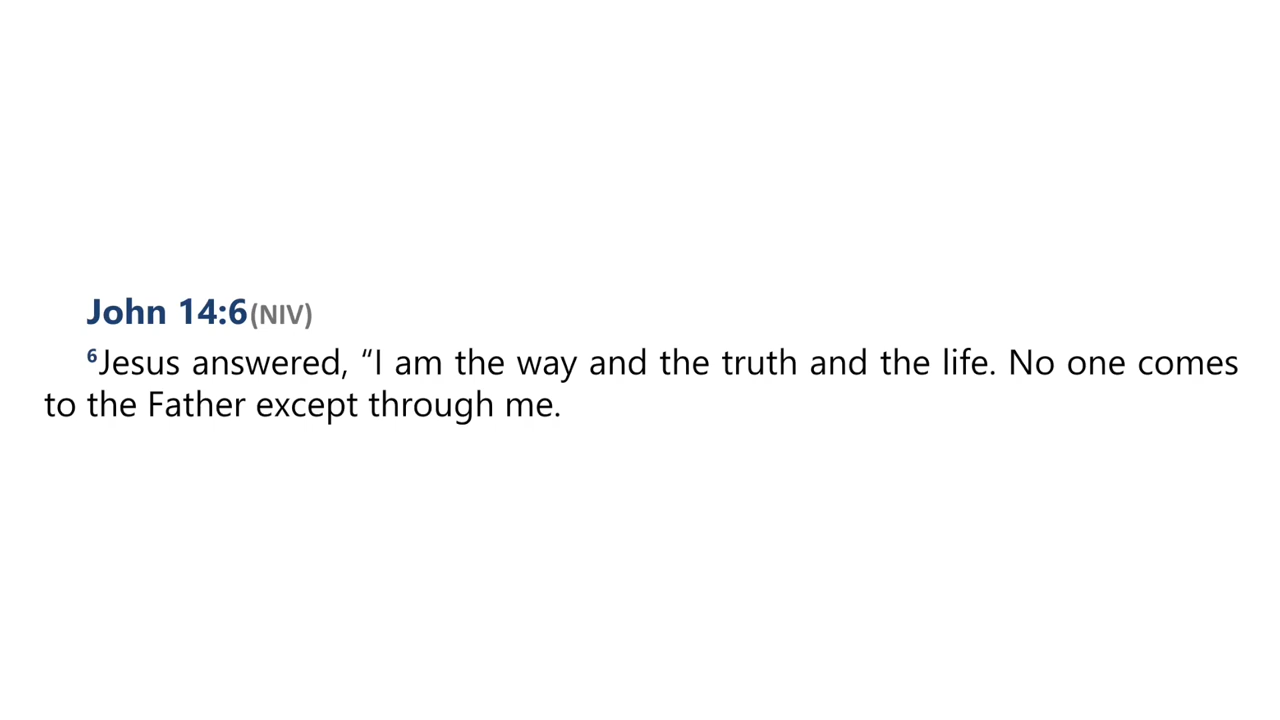 John 14:6(NIV)
6Jesus answered, “I am the way and the truth and the life. No one comes
to the Father except through me.